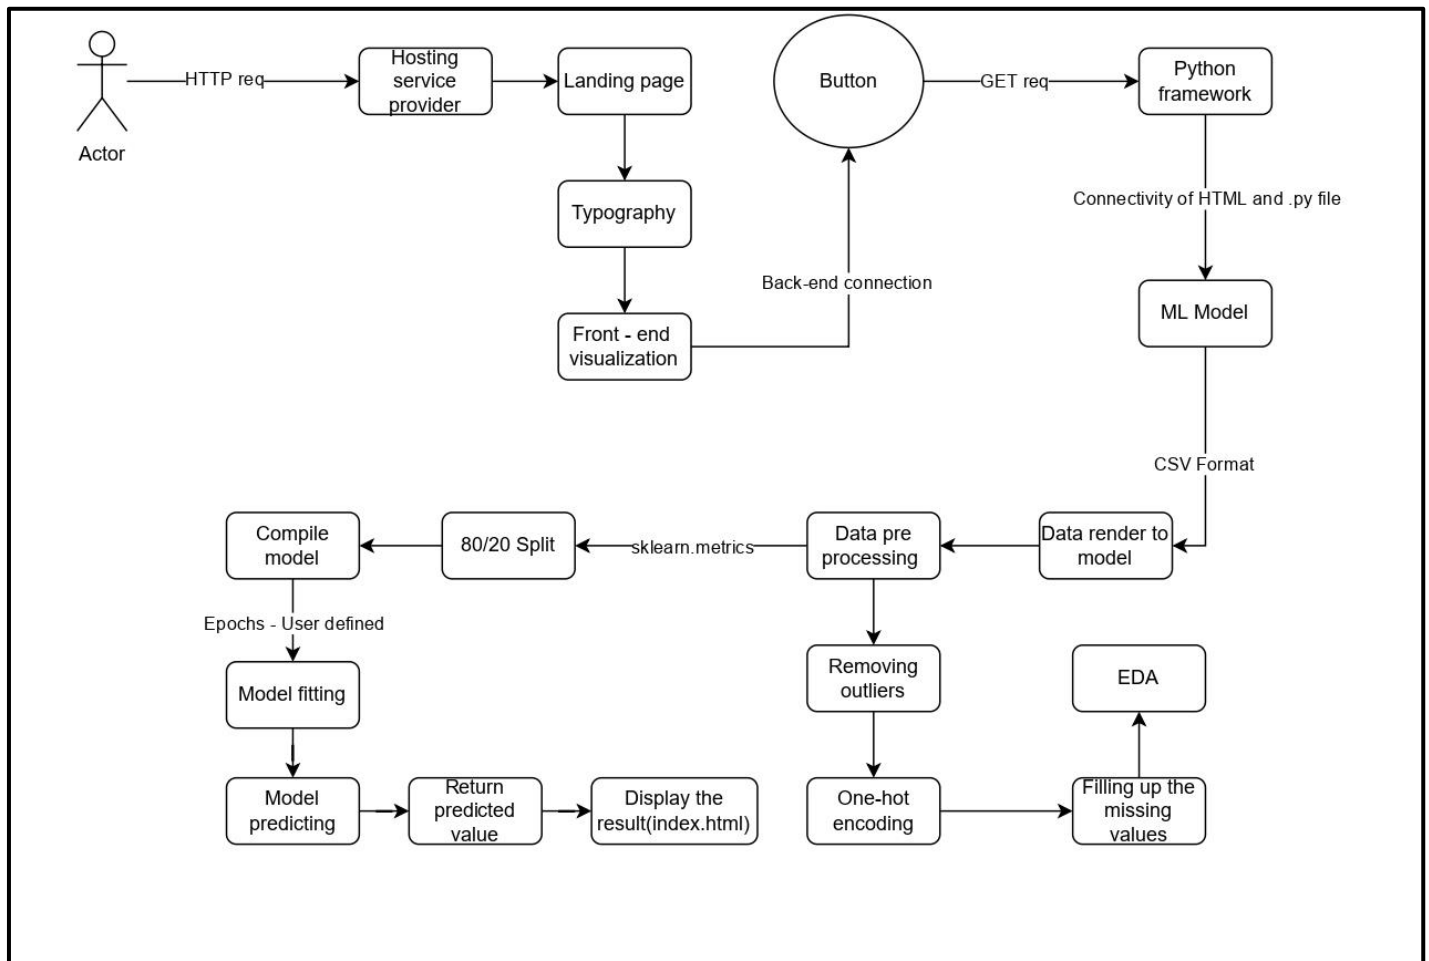 Actor
HTTP req
Hosting
service
provider
Landing page
Typography
Front - end
visualization
Back-end connection
Button
GET req
Python
framework
Connectivity of HTML and .py file
ML Model
CSV Format
Data render to
model
Data pre
processing
sklearn.metrics
80/20 Split
Compile
model
Epochs - User defined
Model fitting
Model
predicting
Return
predicted
value
Display the
result(index.html)
Removing
outliers
One-hot
encoding
Filling up the
missing
values
EDA